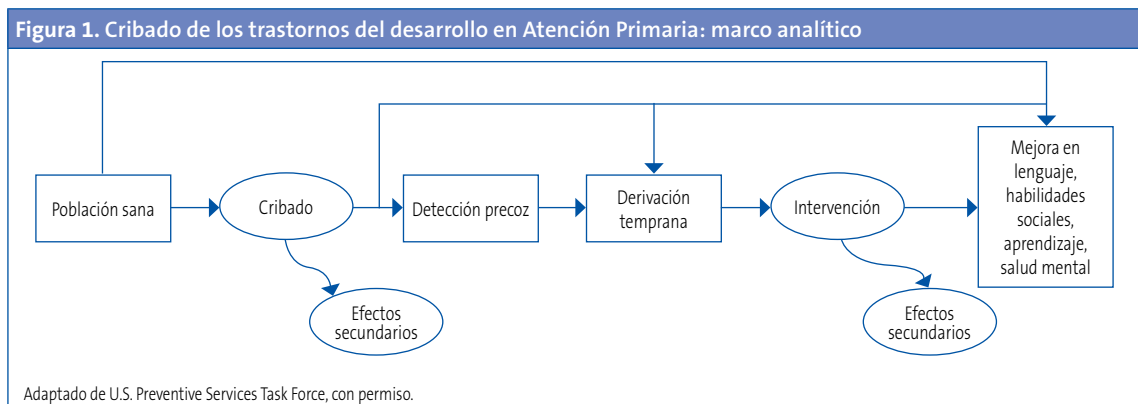 Figura 1. Cribado de los trastornos del desarrollo en Atención Primaria: marco analítico
Población sana
Cribado
Detección precoz
Derivación
temprana
Intervención
Mejora en
lenguaje,
habilidades
sociales,
aprendizaje,
salud mental
Efectos
secundarios
Efectos
secundarios
Adaptado de U.S. Preventive Services Task Force, con permiso.